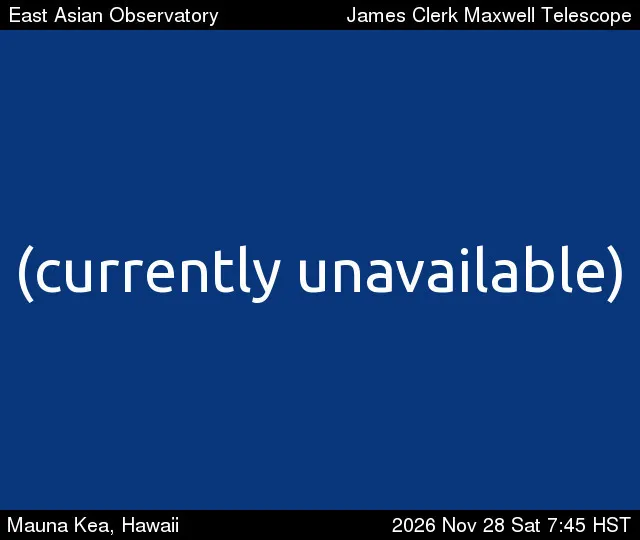 East Asian Observatory James Clerk Maxwell Telescope
(currently unavailable)
Mauna Kea, Hawaii 2026 Nov 28 Sat 7:45 HST